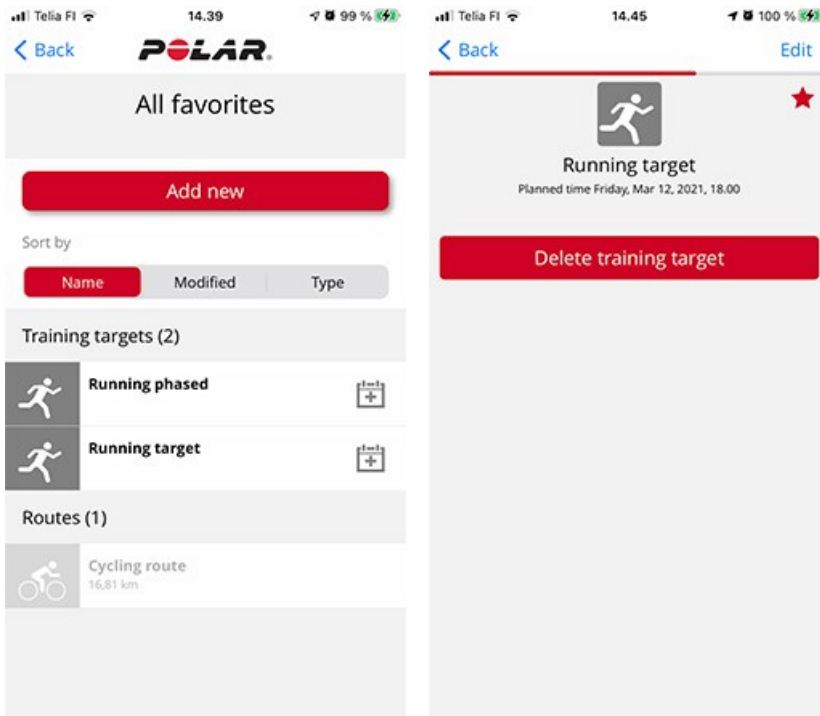 Telia FI 14.39 99 %
Back POLAR.
All favorites
Add new
Sort by
Name Modified Type
Training targets (2)
Running phased
Running target
Routes (1)
Cycling route
16,81 km
Telia FI 14.45 100 %
Back Edit
Running target
Planned time Friday, Mar 12, 2021, 18.00
Delete training target